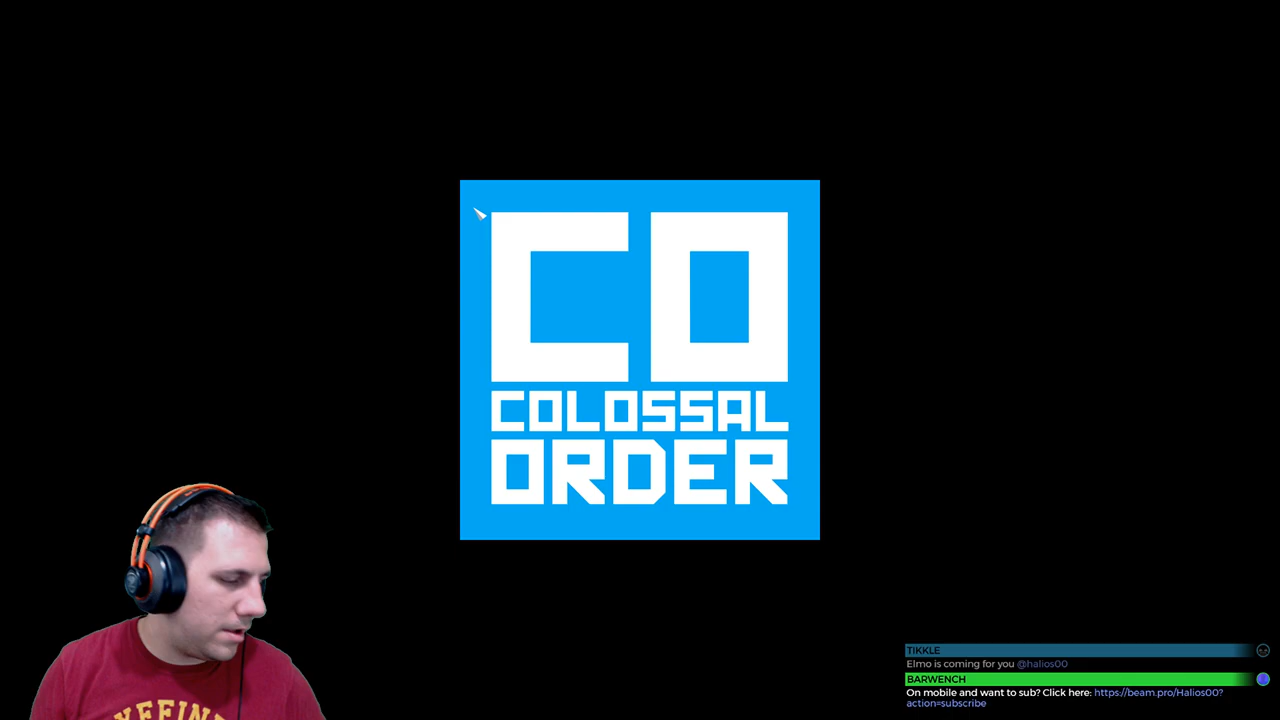 CO
COLOSSAL
ORDER
TIKKLE
Elmo is coming for you @halios00
BARWENCH
On mobile and want to sub? Click here: https://beam.pro/Halios00?
action=subscribe